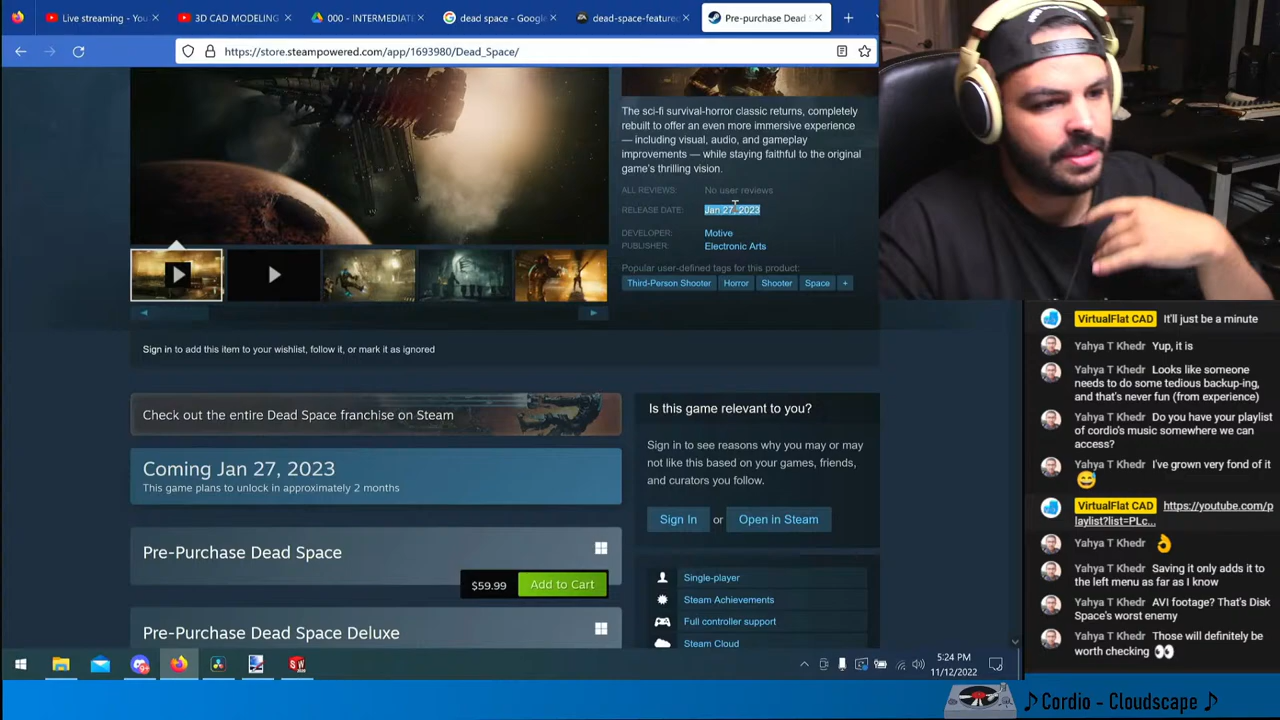 Live streaming - You
3D CAD MODELING
000 - INTERMEDIATE
dead space - Google
dead-space-featured
Pre-purchase Dead S
https://store.steampowered.com/app/1693980/Dead_Space/
The sci-fi survival-horror classic returns, completely
rebuilt to offer an even more immersive experience
— including visual, audio, and gameplay
improvements — while staying faithful to the original
game's thrilling vision.
ALL REVIEWS: No user reviews
RELEASE DATE: Jan 27, 2023
DEVELOPER: Motive
PUBLISHER: Electronic Arts
Popular user-defined tags for this product:
Third-Person Shooter Horror Shooter Space +
Sign in to add this item to your wishlist, follow it, or mark it as ignored
Check out the entire Dead Space franchise on Steam
Coming Jan 27, 2023
This game plans to unlock in approximately 2 months
Pre-Purchase Dead Space
$59.99 Add to Cart
Pre-Purchase Dead Space Deluxe
Is this game relevant to you?
Sign in to see reasons why you may or may
not like this based on your games, friends,
and curators you follow.
Sign In or Open in Steam
Single-player
Steam Achievements
Full controller support
Steam Cloud
VirtualFlat CAD It'll just be a minute
Yahya T Khedr Yup, it is
Yahya T Khedr Looks like someone
needs to do some tedious backup-ing,
and that's never fun (from experience)
Yahya T Khedr Do you have your playlist
of cordio's music somewhere we can
access?
Yahya T Khedr I've grown very fond of it
😅
VirtualFlat CAD https://youtube.com/p
laylist?list=PLc...
Yahya T Khedr 👌
Yahya T Khedr Saving it only adds it to
the left menu as far as I know
Yahya T Khedr AVI footage? That's Disk
Space's worst enemy
Yahya T Khedr Those will definitely be
worth checking 👀
5:24 PM
11/12/2022
♪ Cordio - Cloudscape ♪